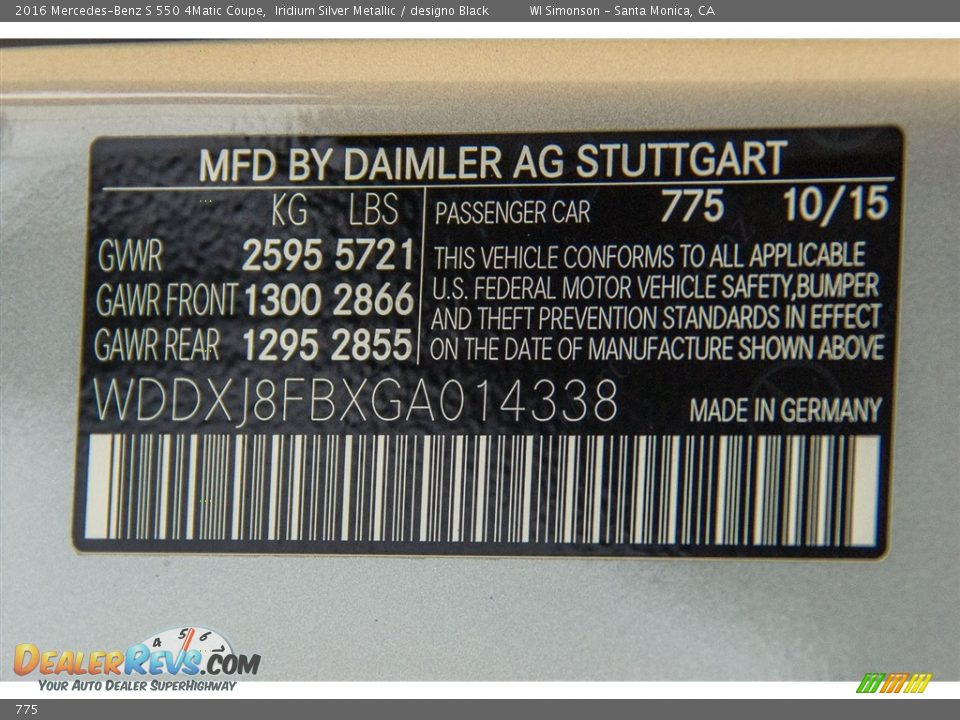 2016 Mercedes-Benz S 550 4Matic Coupe, Iridium Silver Metallic / designo Black WI Simonson - Santa Monica, CA
MFD BY DAIMLER AG STUTTGART
KG LBS
GVWR 2595 5721
GAWR FRONT 1300 2866
GAWR REAR 1295 2855
PASSENGER CAR 775 10/15
THIS VEHICLE CONFORMS TO ALL APPLICABLE
U.S. FEDERAL MOTOR VEHICLE SAFETY,BUMPER
AND THEFT PREVENTION STANDARDS IN EFFECT
ON THE DATE OF MANUFACTURE SHOWN ABOVE
WDDXJ8FBXGA014338
MADE IN GERMANY
4 5 6
DealerRevs.com
Your Auto Dealer SuperHighway
775